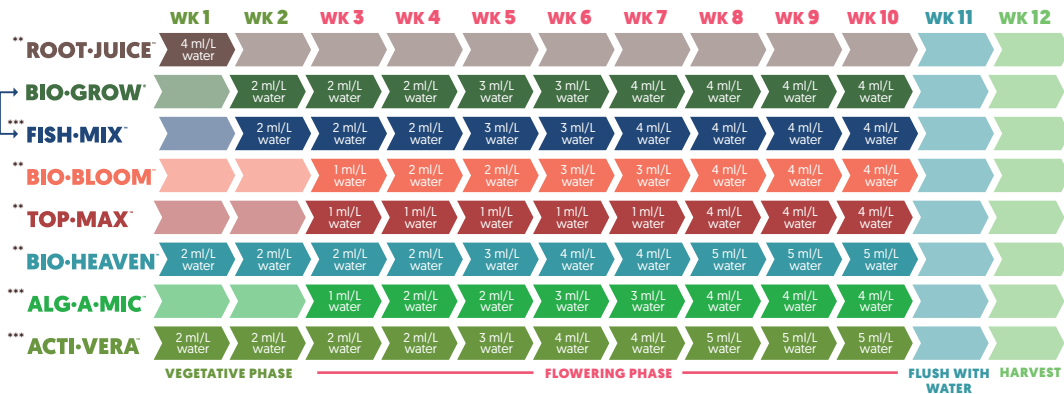 WK 1 WK 2 WK 3 WK 4 WK 5 WK 6 WK 7 WK 8 WK 9 WK 10 WK 11 WK 12
** ROOT•JUICE™ 4 ml/L water
BIO•GROW® 2 ml/L water 2 ml/L water 2 ml/L water 3 ml/L water 3 ml/L water 4 ml/L water 4 ml/L water 4 ml/L water 4 ml/L water
*** FISH•MIX™ 2 ml/L water 2 ml/L water 2 ml/L water 3 ml/L water 3 ml/L water 4 ml/L water 4 ml/L water 4 ml/L water 4 ml/L water
** BIO•BLOOM™ 1 ml/L water 2 ml/L water 2 ml/L water 3 ml/L water 3 ml/L water 4 ml/L water 4 ml/L water 4 ml/L water
** TOP•MAX™ 1 ml/L water 1 ml/L water 1 ml/L water 1 ml/L water 1 ml/L water 4 ml/L water 4 ml/L water 4 ml/L water
** BIO•HEAVEN™ 2 ml/L water 2 ml/L water 2 ml/L water 2 ml/L water 3 ml/L water 4 ml/L water 4 ml/L water 5 ml/L water 5 ml/L water 5 ml/L water
*** ALG•A•MIC™ 1 ml/L water 2 ml/L water 2 ml/L water 3 ml/L water 3 ml/L water 4 ml/L water 4 ml/L water 4 ml/L water
*** ACTI•VERA™ 2 ml/L water 2 ml/L water 2 ml/L water 2 ml/L water 3 ml/L water 4 ml/L water 4 ml/L water 5 ml/L water 5 ml/L water 5 ml/L water
VEGETATIVE PHASE FLOWERING PHASE FLUSH WITH WATER HARVEST